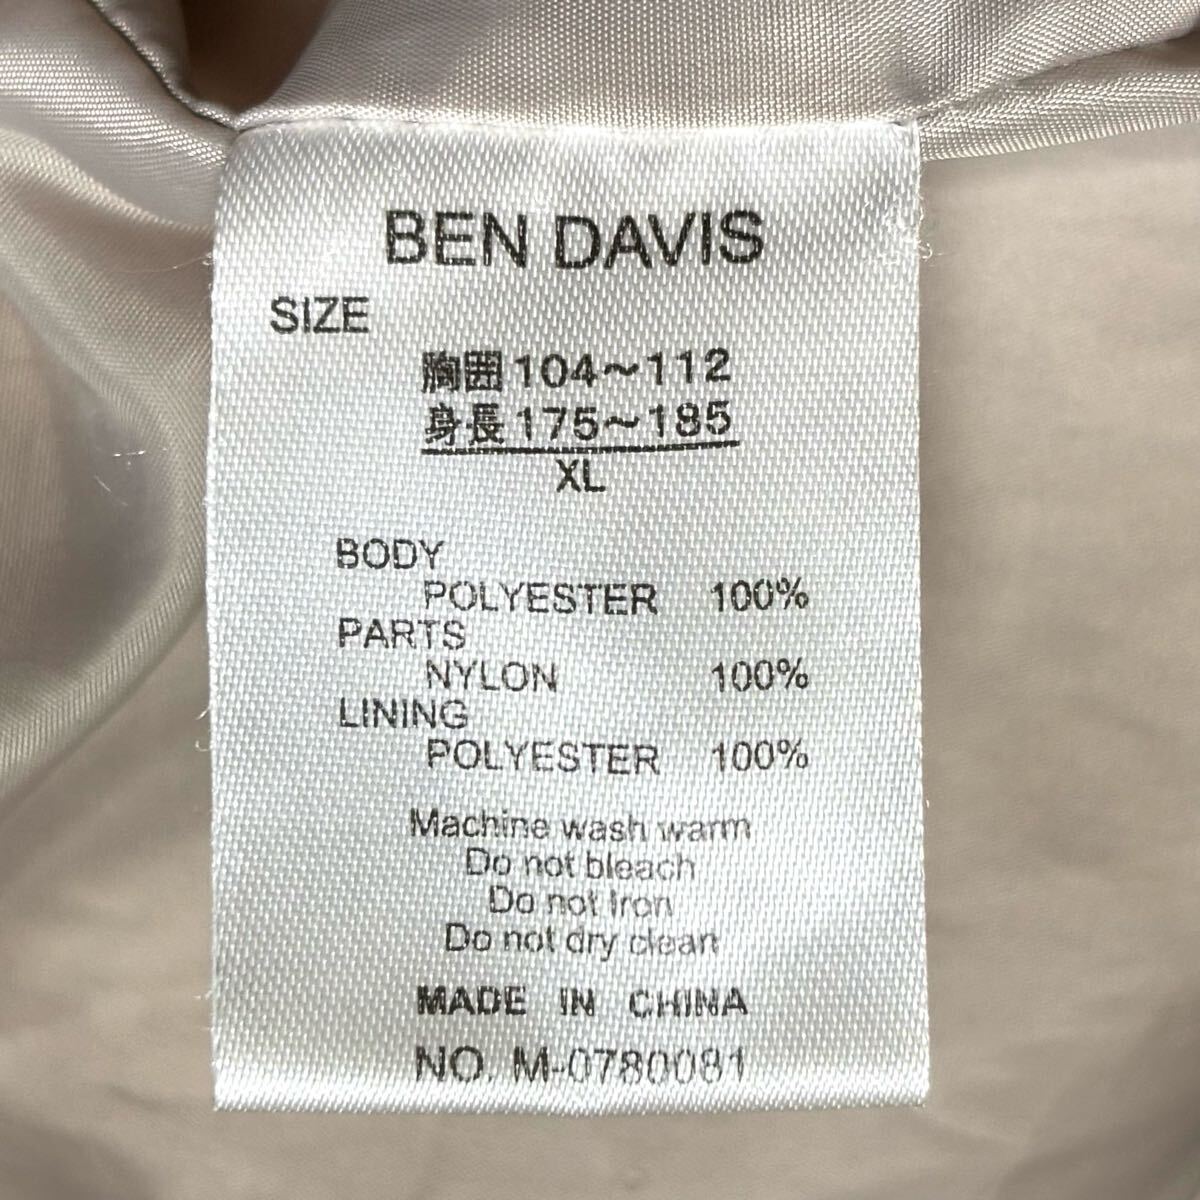 BEN DAVIS
SIZE
胸囲104～112
身長175～185
XL
BODY
POLYESTER 100%
PARTS
NYLON 100%
LINING
POLYESTER 100%
Machine wash warm
Do not bleach
Do not Iron
Do not dry clean
MADE IN CHINA
NO. M-0780081